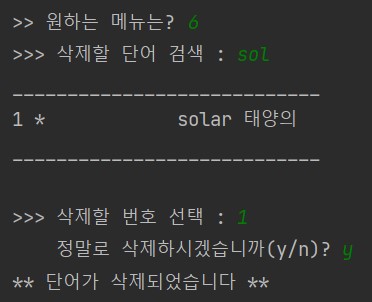 >> 원하는 메뉴는? 6
>>> 삭제할 단어 검색 : sol
____________________________
1 * solar 태양의
____________________________
>>> 삭제할 번호 선택 : 1
정말로 삭제하시겠습니까(y/n)? y
** 단어가 삭제되었습니다 **